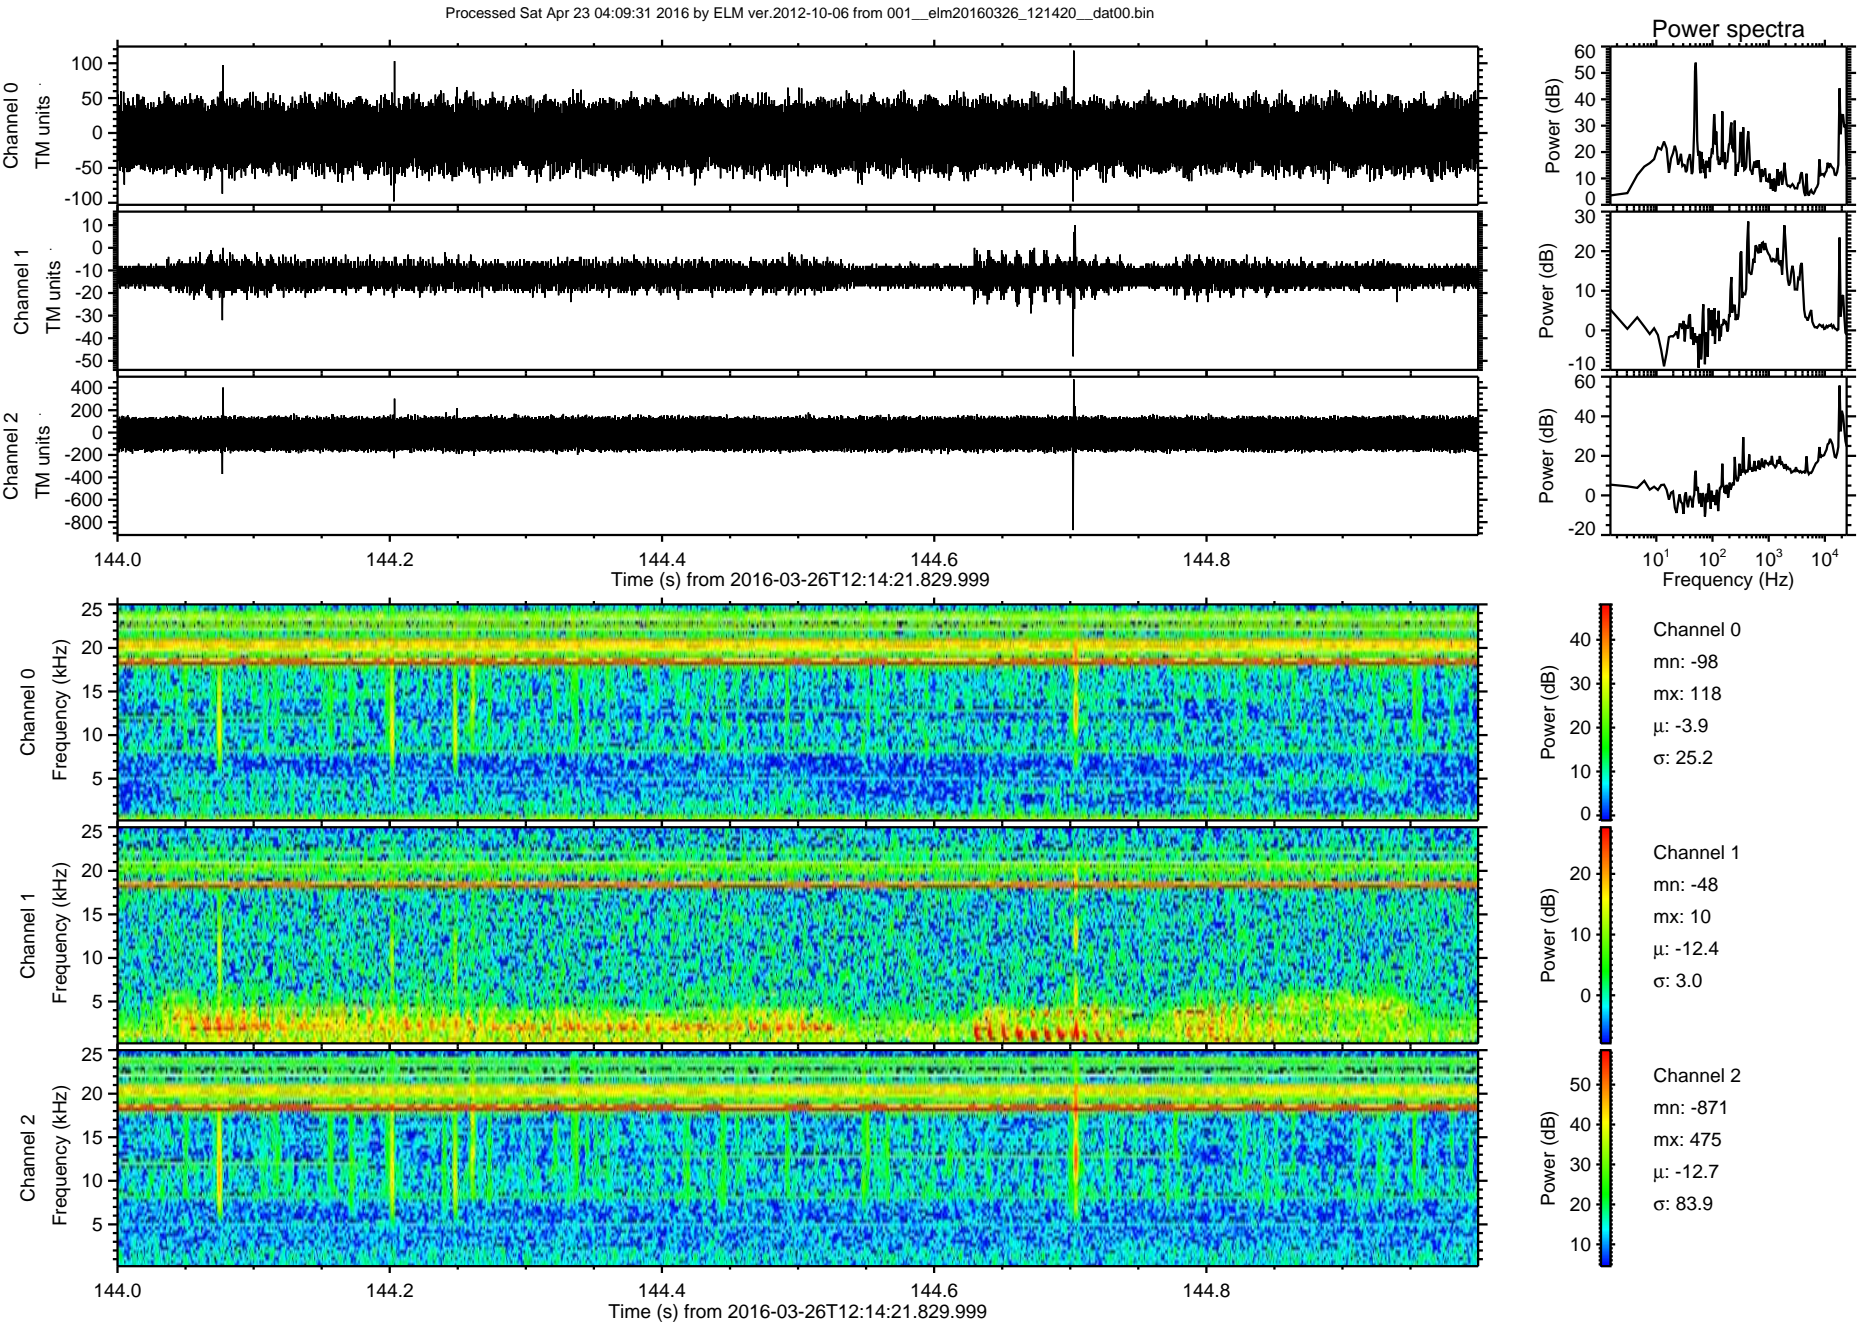 Processed Sat Apr 23 04:09:31 2016 by ELM ver.2012-10-06 from 001__elm20160326_121420__dat00.bin
Power spectra
Channel 0
TM units
100
50
0
-50
-100
Power (dB)
60
50
40
30
20
10
0
Channel 1
TM units
10
0
-10
-20
-30
-40
-50
Power (dB)
30
20
10
0
-10
Channel 2
TM units
400
200
0
-200
-400
-600
-800
Power (dB)
60
40
20
0
-20
144.0 144.2 144.4 144.6 144.8
Time (s) from 2016-03-26T12:14:21.829.999
10¹ 10² 10³ 10⁴
Frequency (Hz)
Channel 0
Frequency (kHz)
25
20
15
10
5
Power (dB)
40
30
20
10
0
Channel 0
mn: -98
mx: 118
μ: -3.9
σ: 25.2
Channel 1
Frequency (kHz)
25
20
15
10
5
Power (dB)
20
10
0
Channel 1
mn: -48
mx: 10
μ: -12.4
σ: 3.0
Channel 2
Frequency (kHz)
25
20
15
10
5
Power (dB)
50
40
30
20
10
Channel 2
mn: -871
mx: 475
μ: -12.7
σ: 83.9
144.0 144.2 144.4 144.6 144.8
Time (s) from 2016-03-26T12:14:21.829.999